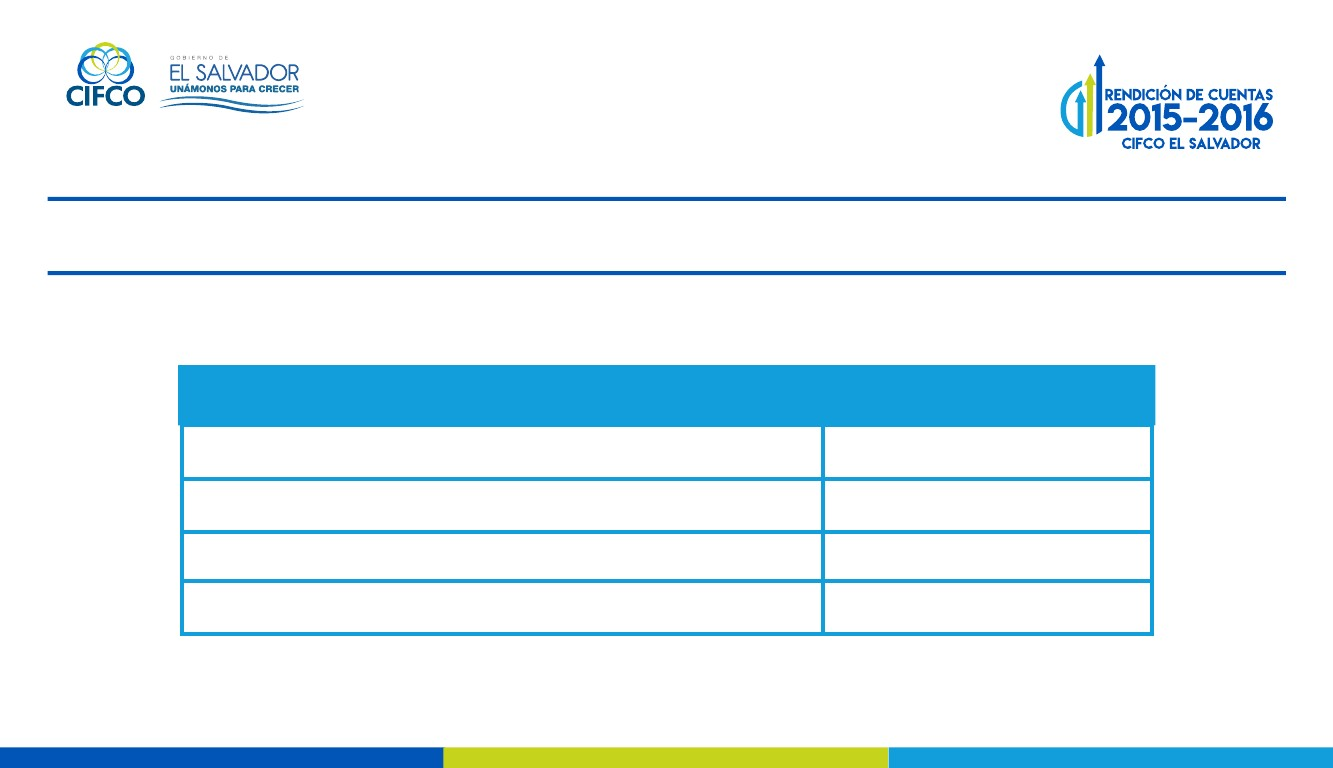 CIFCO
GOBIERNO DE
EL SALVADOR
UNÁMONOS PARA CRECER
RENDICIÓN DE CUENTAS
2015-2016
CIFCO EL SALVADOR